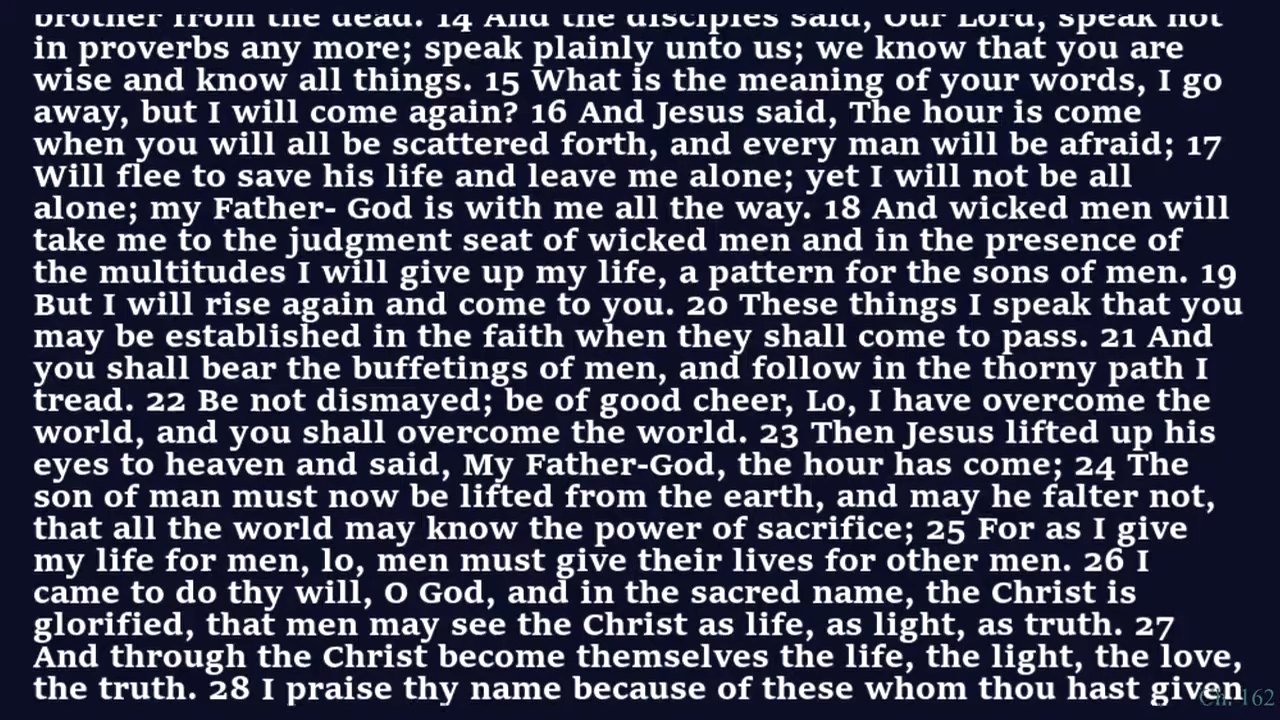 brother from the dead. 14 And the disciples said, Our Lord, speak not
in proverbs any more; speak plainly unto us; we know that you are
wise and know all things. 15 What is the meaning of your words, I go
away, but I will come again? 16 And Jesus said, The hour is come
when you will all be scattered forth, and every man will be afraid; 17
Will flee to save his life and leave me alone; yet I will not be all
alone; my Father- God is with me all the way. 18 And wicked men will
take me to the judgment seat of wicked men and in the presence of
the multitudes I will give up my life, a pattern for the sons of men. 19
But I will rise again and come to you. 20 These things I speak that you
may be established in the faith when they shall come to pass. 21 And
you shall bear the buffetings of men, and follow in the thorny path I
tread. 22 Be not dismayed; be of good cheer, Lo, I have overcome the
world, and you shall overcome the world. 23 Then Jesus lifted up his
eyes to heaven and said, My Father-God, the hour has come; 24 The
son of man must now be lifted from the earth, and may he falter not,
that all the world may know the power of sacrifice; 25 For as I give
my life for men, lo, men must give their lives for other men. 26 I
came to do thy will, O God, and in the sacred name, the Christ is
glorified, that men may see the Christ as life, as light, as truth. 27
And through the Christ become themselves the life, the light, the love,
the truth. 28 I praise thy name because of these whom thou hast given
Ch. 162